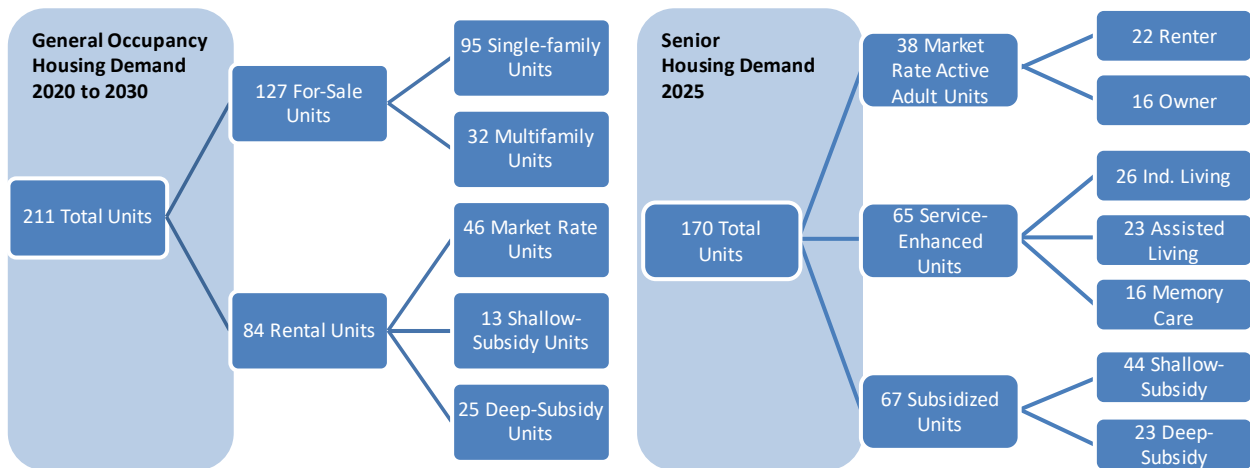 General Occupancy
Housing Demand
2020 to 2030
211 Total Units
127 For-Sale
Units
95 Single-family
Units
32 Multifamily
Units
84 Rental Units
46 Market Rate
Units
13 Shallow-
Subsidy Units
25 Deep-Subsidy
Units
Senior
Housing Demand
2025
170 Total
Units
38 Market
Rate Active
Adult Units
22 Renter
16 Owner
65 Service-
Enhanced
Units
26 Ind. Living
23 Assisted
Living
16 Memory
Care
67 Subsidized
Units
44 Shallow-
Subsidy
23 Deep-
Subsidy